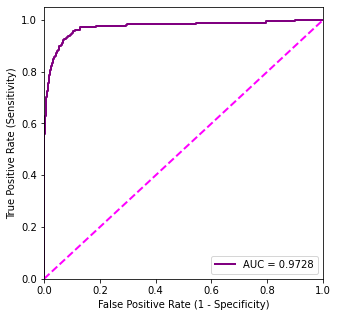 1.0
0.8
0.6
0.4
0.2
0.0
True Positive Rate (Sensitivity)
AUC = 0.9728
0.0 0.2 0.4 0.6 0.8 1.0
False Positive Rate (1 - Specificity)